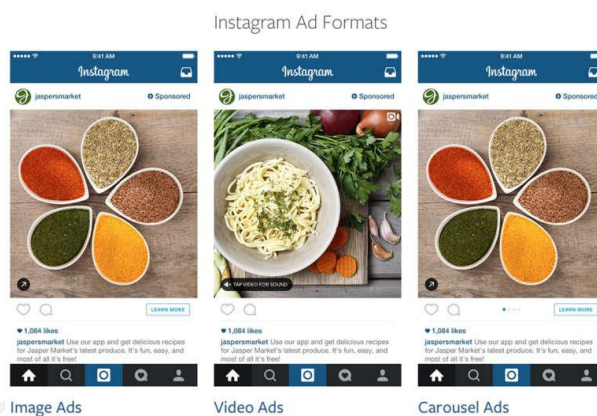 Instagram Ad Formats
9:41 AM
Instagram
jaspersmarket
Sponsored
LEARN MORE
1,084 likes
jaspersmarket Use our app and get delicious recipes
for Jasper Market's latest produce. It's fun, easy, and
most of all it's free!
Image Ads
9:41 AM
Instagram
jaspersmarket
Sponsored
TAP VIDEO FOR SOUND
1,084 likes
jaspersmarket Use our app and get delicious recipes
for Jasper Market's latest produce. It's fun, easy, and
most of all it's free!
Video Ads
9:41 AM
Instagram
jaspersmarket
Sponsored
LEARN MORE
1,084 likes
jaspersmarket Use our app and get delicious recipes
for Jasper Market's latest produce. It's fun, easy, and
most of all it's free!
Carousel Ads